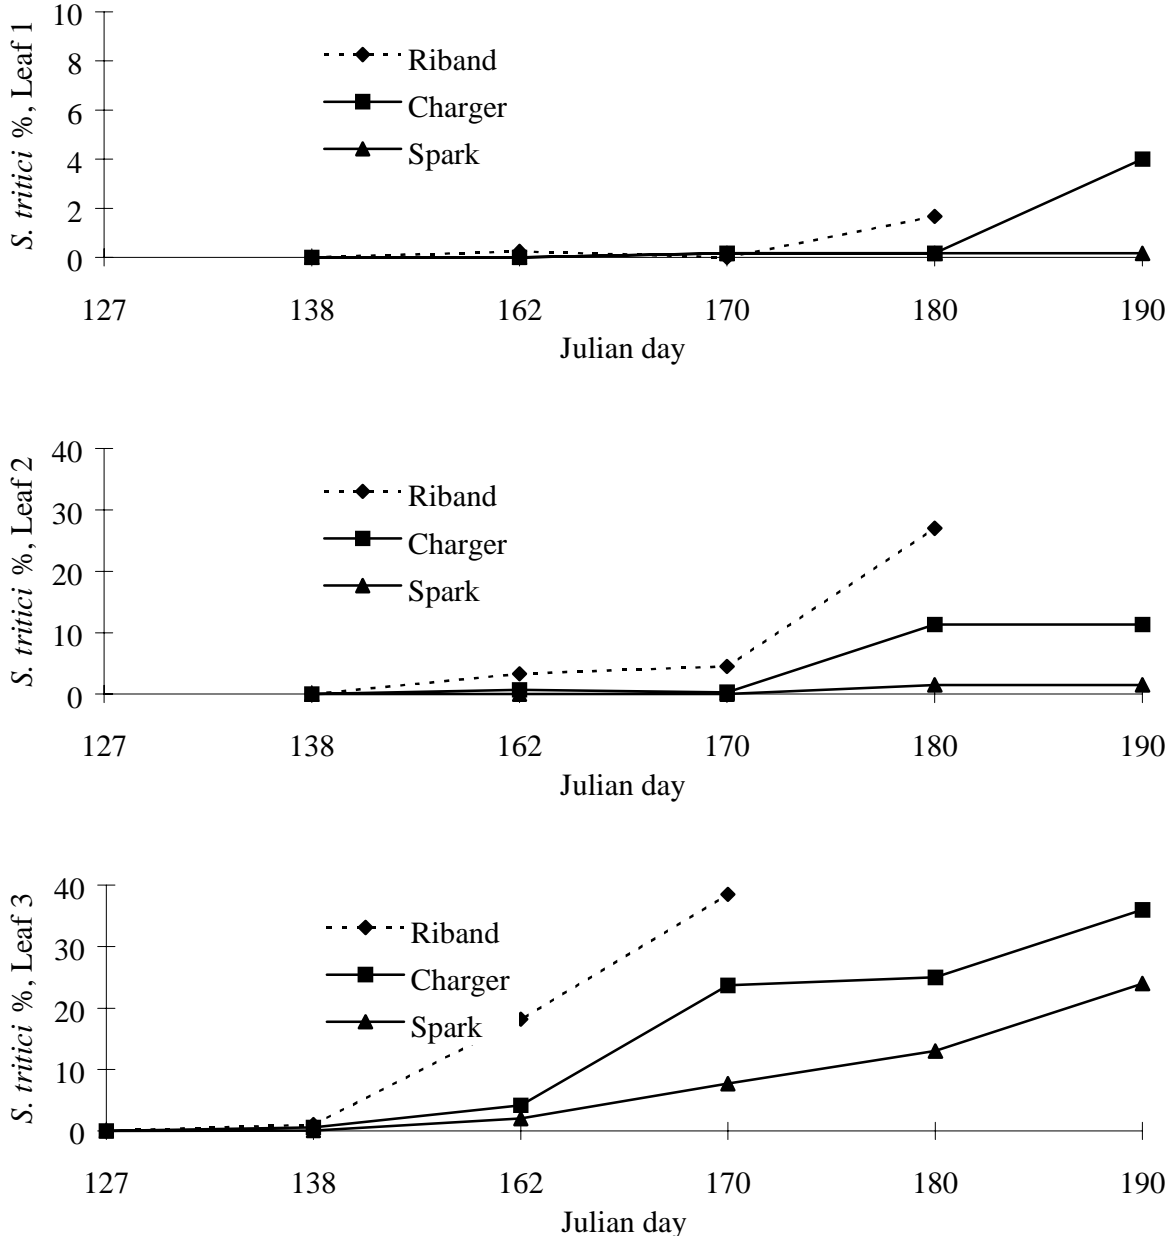 S. tritici %, Leaf 1
10
8
6
4
2
0
Riband
Charger
Spark
127 138 162 170 180 190
Julian day
S. tritici %, Leaf 2
40
30
20
10
0
Riband
Charger
Spark
127 138 162 170 180 190
Julian day
S. tritici %, Leaf 3
40
30
20
10
0
Riband
Charger
Spark
127 138 162 170 180 190
Julian day